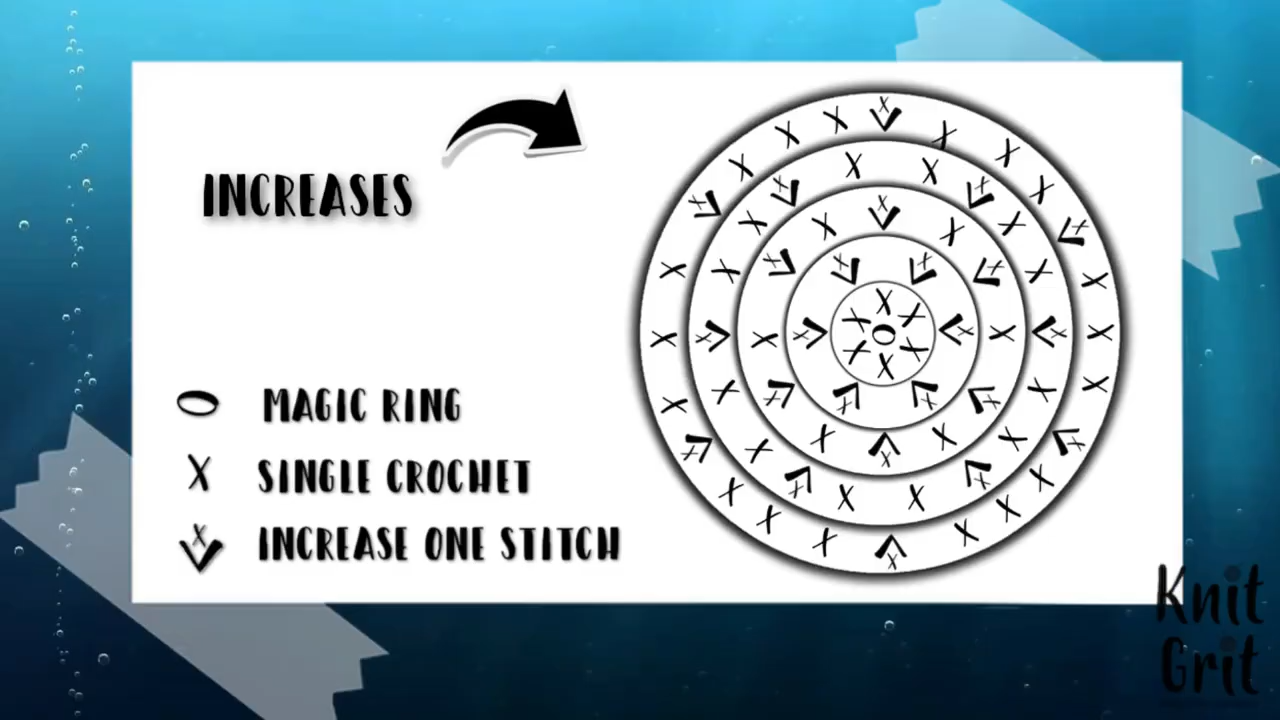 INCREASES
MAGIC RING
SINGLE CROCHET
INCREASE ONE STITCH
Knit
Grit